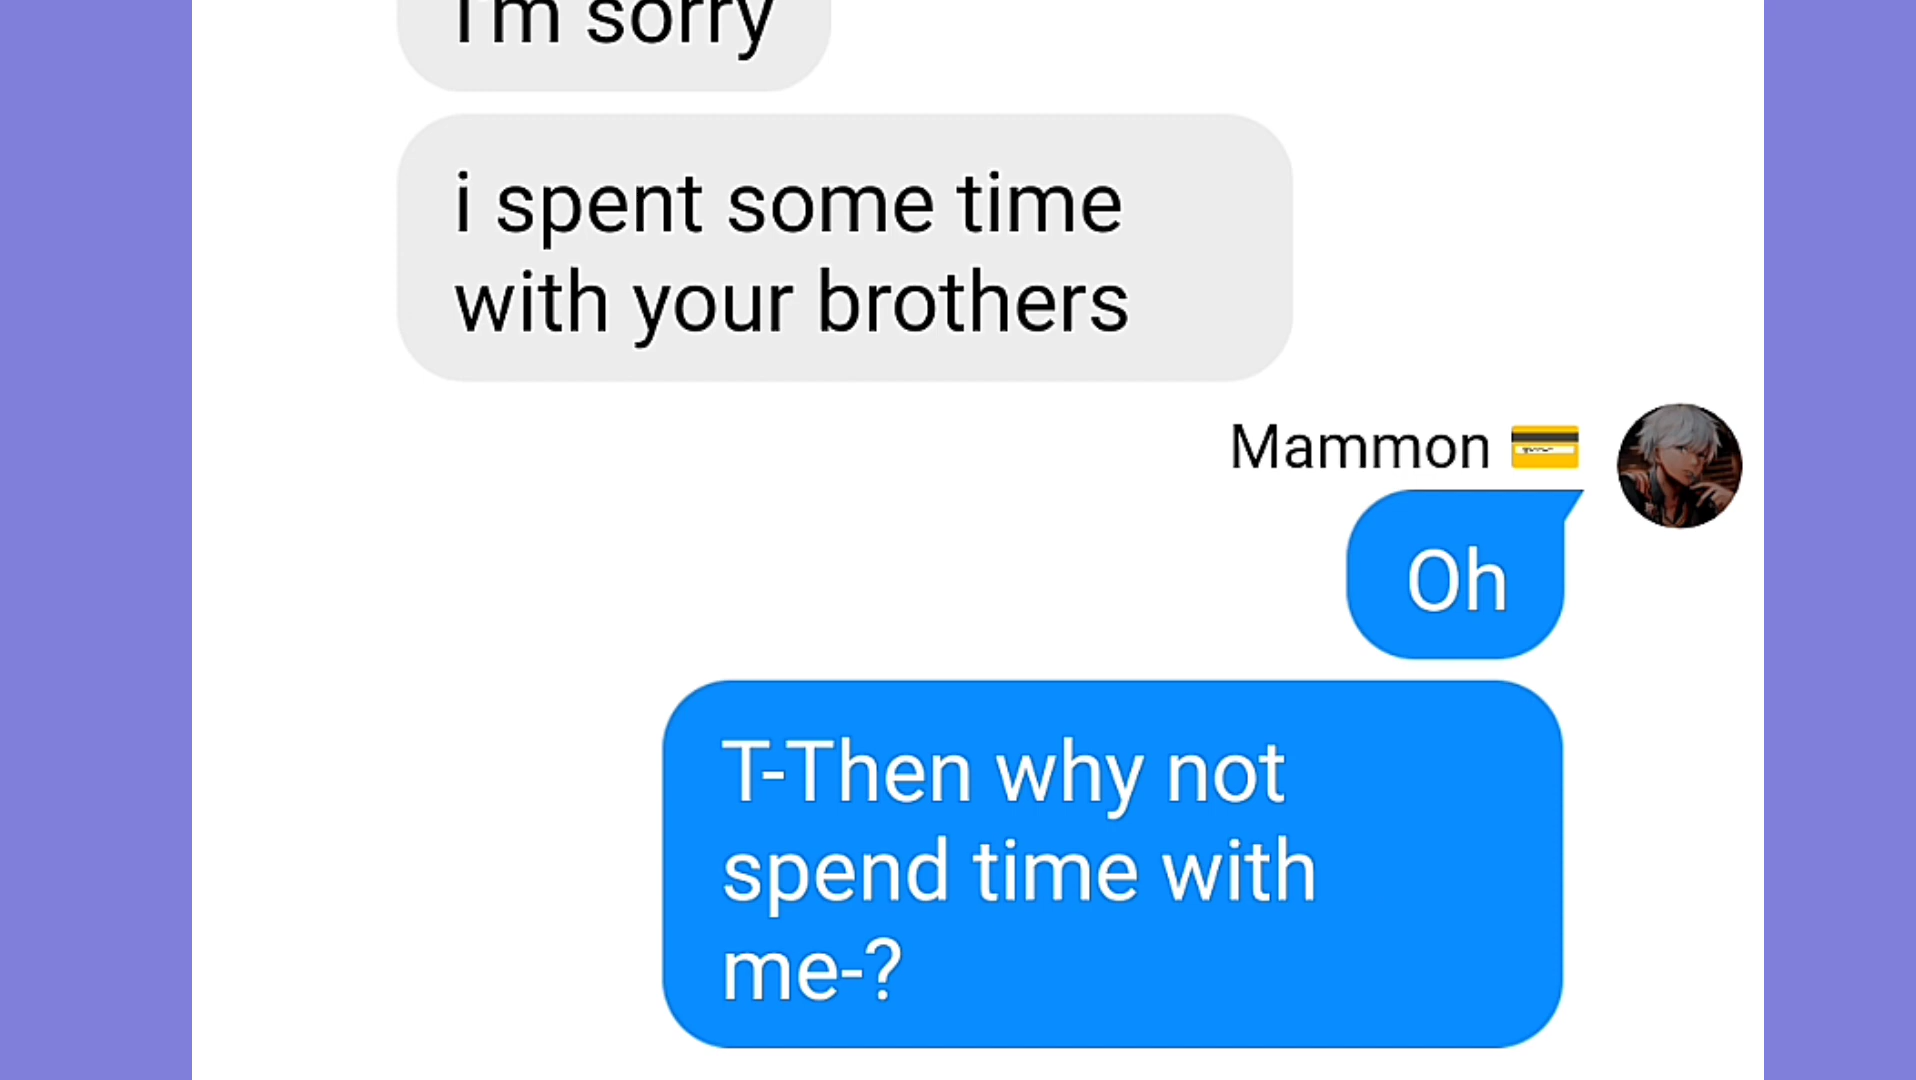 I'm sorry
i spent some time
with your brothers
Mammon 💳
Oh
T-Then why not
spend time with
me-?